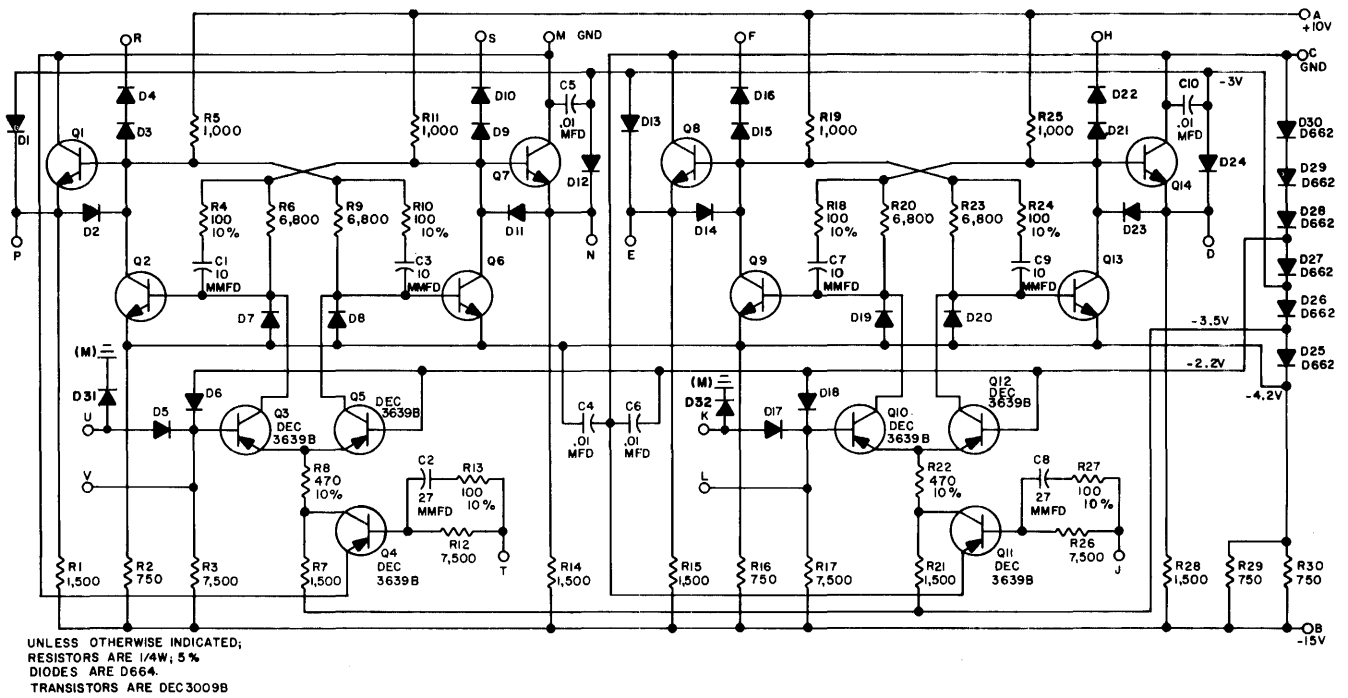 A
+10V
R
S
M GND
F
H
C
GND
-3V
D4
D10
C5
.01
MFD
D16
D22
C10
.01
MFD
D1
Q1
D3
R5
1,000
R11
1,000
D9
D13
Q8
D15
R19
1,000
R25
1,000
D21
D24
D30
D662
Q7
D12
Q14
D29
D662
R4
100
10%
R6
6,800
R9
6,800
R10
100
10%
R18
100
10%
R20
6,800
R23
6,800
R24
100
10%
D28
D662
D2
D11
D14
D23
P
N
E
D
Q2
C1
10
MMFD
C3
10
MMFD
Q6
Q9
C7
10
MMFD
C9
10
MMFD
Q13
D27
D662
D26
D662
D7
D8
D19
D20
-3.5V
(M)
D31
D6
(M)
D32
D18
-2.2V
D25
D662
-4.2V
U
D5
Q3
DEC
3639B
Q5
DEC
3639B
C4
.01
MFD
C6
.01
MFD
K
D17
Q10
DEC
3639B
Q12
DEC
3639B
V
R8
470
10%
C2
27
MMFD
R13
100
10%
L
R22
470
10%
C8
27
MMFD
R27
100
10%
R12
7,500
T
Q4
DEC
3639B
R26
7,500
J
Q11
DEC
3639B
R1
1,500
R2
750
R3
7,500
R7
1,500
R14
1,500
R15
1,500
R16
750
R17
7,500
R21
1,500
R28
1,500
R29
750
R30
750
B
-15V
UNLESS OTHERWISE INDICATED;
RESISTORS ARE 1/4W; 5%
DIODES ARE D664.
TRANSISTORS ARE DEC3009B